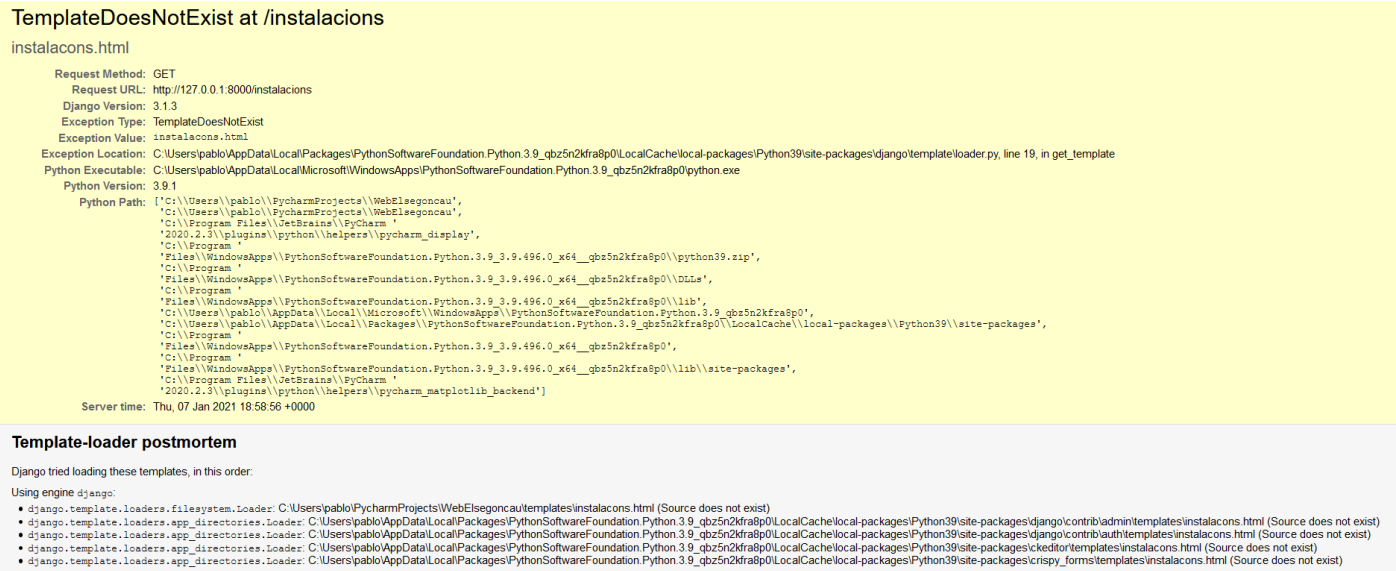 TemplateDoesNotExist at /instalacions
instalacons.html
Request Method: GET
Request URL: http://127.0.0.1:8000/instalacions
Django Version: 3.1.3
Exception Type: TemplateDoesNotExist
Exception Value: instalacons.html
Exception Location: C:\Users\pablo\AppData\Local\Packages\PythonSoftwareFoundation.Python.3.9_qbz5n2kfra8p0\LocalCache\local-packages\Python39\site-packages\django\template\loader.py, line 19, in get_template
Python Executable: C:\Users\pablo\AppData\Local\Microsoft\WindowsApps\PythonSoftwareFoundation.Python.3.9_qbz5n2kfra8p0\python.exe
Python Version: 3.9.1
Python Path: ['C:\\Users\\pablo\\PycharmProjects\\WebElsegoncau',
'C:\\Users\\pablo\\PycharmProjects\\WebElsegoncau',
'C:\\Program Files\\JetBrains\\PyCharm '
'2020.2.3\\plugins\\python\\helpers\\pycharm_display',
'C:\\Program '
'Files\\WindowsApps\\PythonSoftwareFoundation.Python.3.9_3.9.496.0_x64__qbz5n2kfra8p0\\python39.zip',
'C:\\Program '
'Files\\WindowsApps\\PythonSoftwareFoundation.Python.3.9_3.9.496.0_x64__qbz5n2kfra8p0\\DLLs',
'C:\\Program '
'Files\\WindowsApps\\PythonSoftwareFoundation.Python.3.9_3.9.496.0_x64__qbz5n2kfra8p0\\lib',
'C:\\Users\\pablo\\AppData\\Local\\Microsoft\\WindowsApps\\PythonSoftwareFoundation.Python.3.9_qbz5n2kfra8p0',
'C:\\Users\\pablo\\AppData\\Local\\Packages\\PythonSoftwareFoundation.Python.3.9_qbz5n2kfra8p0\\LocalCache\\local-packages\\Python39\\site-packages',
'C:\\Program '
'Files\\WindowsApps\\PythonSoftwareFoundation.Python.3.9_3.9.496.0_x64__qbz5n2kfra8p0',
'C:\\Program '
'Files\\WindowsApps\\PythonSoftwareFoundation.Python.3.9_3.9.496.0_x64__qbz5n2kfra8p0\\lib\\site-packages',
'C:\\Program Files\\JetBrains\\PyCharm '
'2020.2.3\\plugins\\python\\helpers\\pycharm_matplotlib_backend']
Server time: Thu, 07 Jan 2021 18:58:56 +0000
Template-loader postmortem
Django tried loading these templates, in this order:
Using engine django:
• django.template.loaders.filesystem.Loader: C:\Users\pablo\PycharmProjects\WebElsegoncau\templates\instalacons.html (Source does not exist)
• django.template.loaders.app_directories.Loader: C:\Users\pablo\AppData\Local\Packages\PythonSoftwareFoundation.Python.3.9_qbz5n2kfra8p0\LocalCache\local-packages\Python39\site-packages\django\contrib\admin\templates\instalacons.html (Source does not exist)
• django.template.loaders.app_directories.Loader: C:\Users\pablo\AppData\Local\Packages\PythonSoftwareFoundation.Python.3.9_qbz5n2kfra8p0\LocalCache\local-packages\Python39\site-packages\django\contrib\auth\templates\instalacons.html (Source does not exist)
• django.template.loaders.app_directories.Loader: C:\Users\pablo\AppData\Local\Packages\PythonSoftwareFoundation.Python.3.9_qbz5n2kfra8p0\LocalCache\local-packages\Python39\site-packages\ckeditor\templates\instalacons.html (Source does not exist)
• django.template.loaders.app_directories.Loader: C:\Users\pablo\AppData\Local\Packages\PythonSoftwareFoundation.Python.3.9_qbz5n2kfra8p0\LocalCache\local-packages\Python39\site-packages\crispy_forms\templates\instalacons.html (Source does not exist)